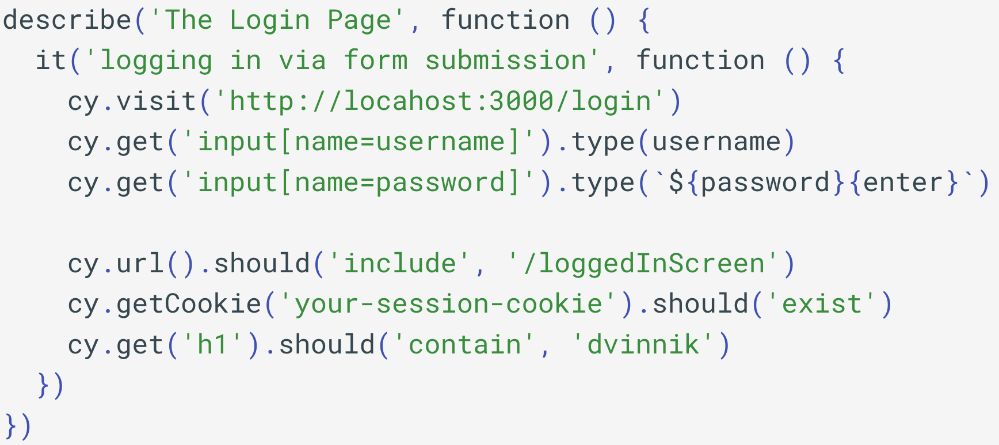 describe('The Login Page', function () {
  it('logging in via form submission', function () {
    cy.visit('http://locahost:3000/login')
    cy.get('input[name=username]').type(username)
    cy.get('input[name=password]').type(`${password}{enter}`)

    cy.url().should('include', '/loggedInScreen')
    cy.getCookie('your-session-cookie').should('exist')
    cy.get('h1').should('contain', 'dvinnik')
  })
})